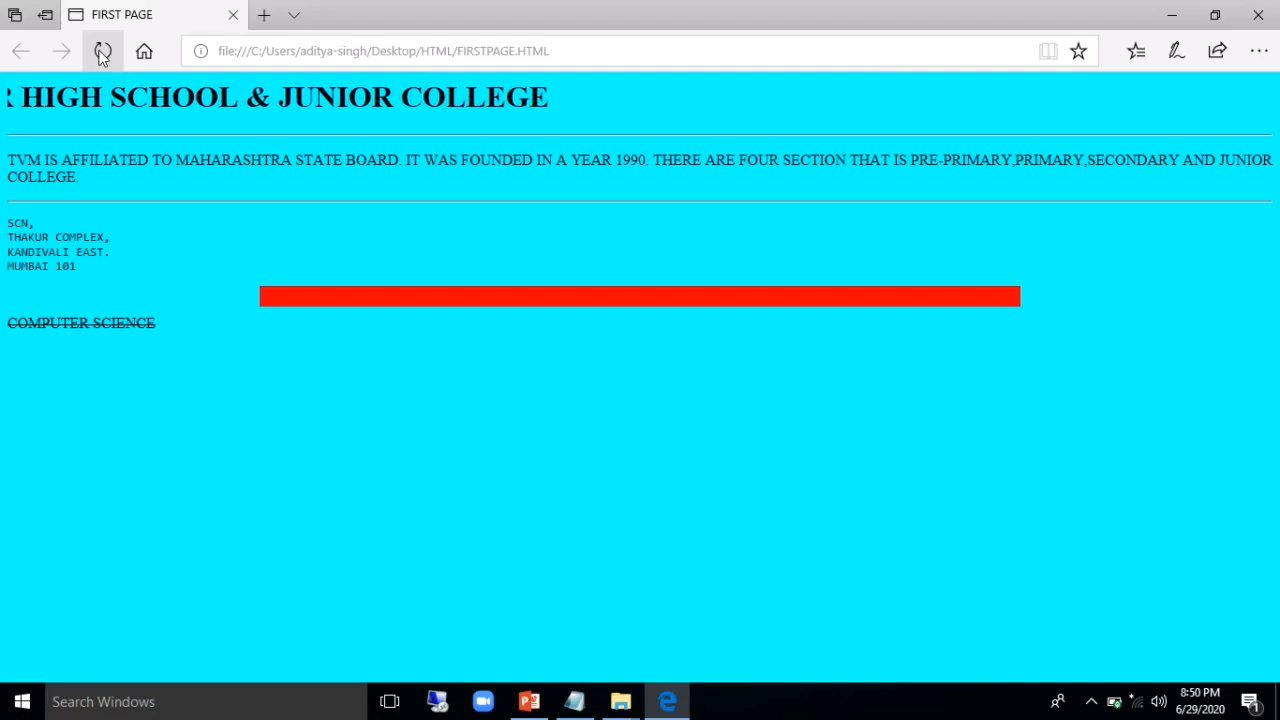 FIRST PAGE
file:///C:/Users/aditya-singh/Desktop/HTML/FIRSTPAGE.HTML
HIGH SCHOOL & JUNIOR COLLEGE
TVM IS AFFILIATED TO MAHARASHTRA STATE BOARD. IT WAS FOUNDED IN A YEAR 1990. THERE ARE FOUR SECTION THAT IS PRE-PRIMARY,PRIMARY,SECONDARY AND JUNIOR
COLLEGE.
SCN,
THAKUR COMPLEX,
KANDIVALI EAST.
MUMBAI 101
COMPUTER SCIENCE
Search Windows
8:50 PM
6/29/2020
1